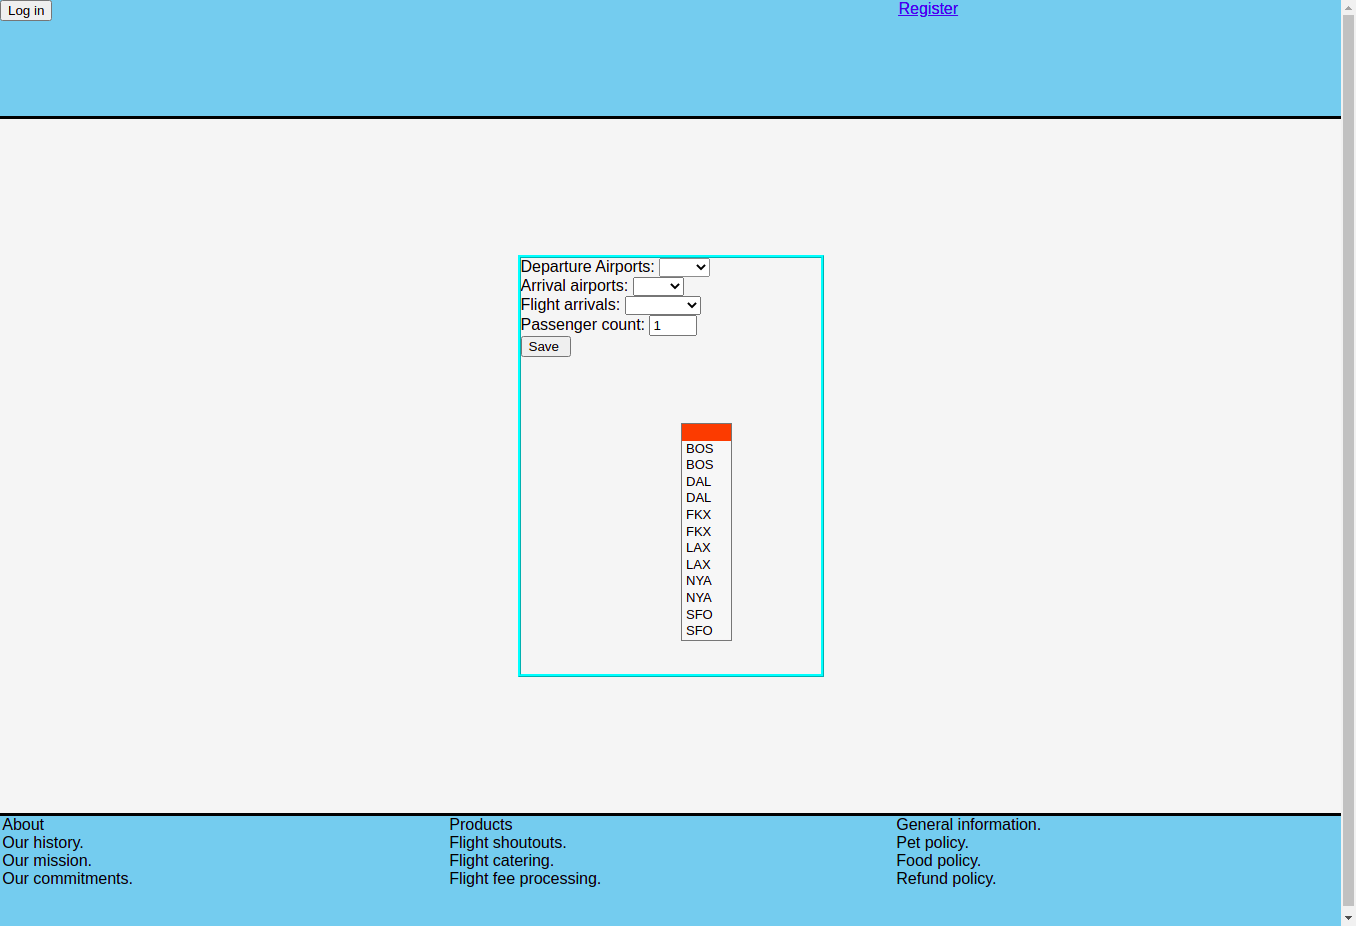 Log in
Register
Departure Airports:
Arrival airports:
Flight arrivals:
Passenger count: 1
Save
BOS
BOS
DAL
DAL
FKX
FKX
LAX
LAX
NYA
NYA
SFO
SFO
About
Our history.
Our mission.
Our commitments.
Products
Flight shoutouts.
Flight catering.
Flight fee processing.
General information.
Pet policy.
Food policy.
Refund policy.